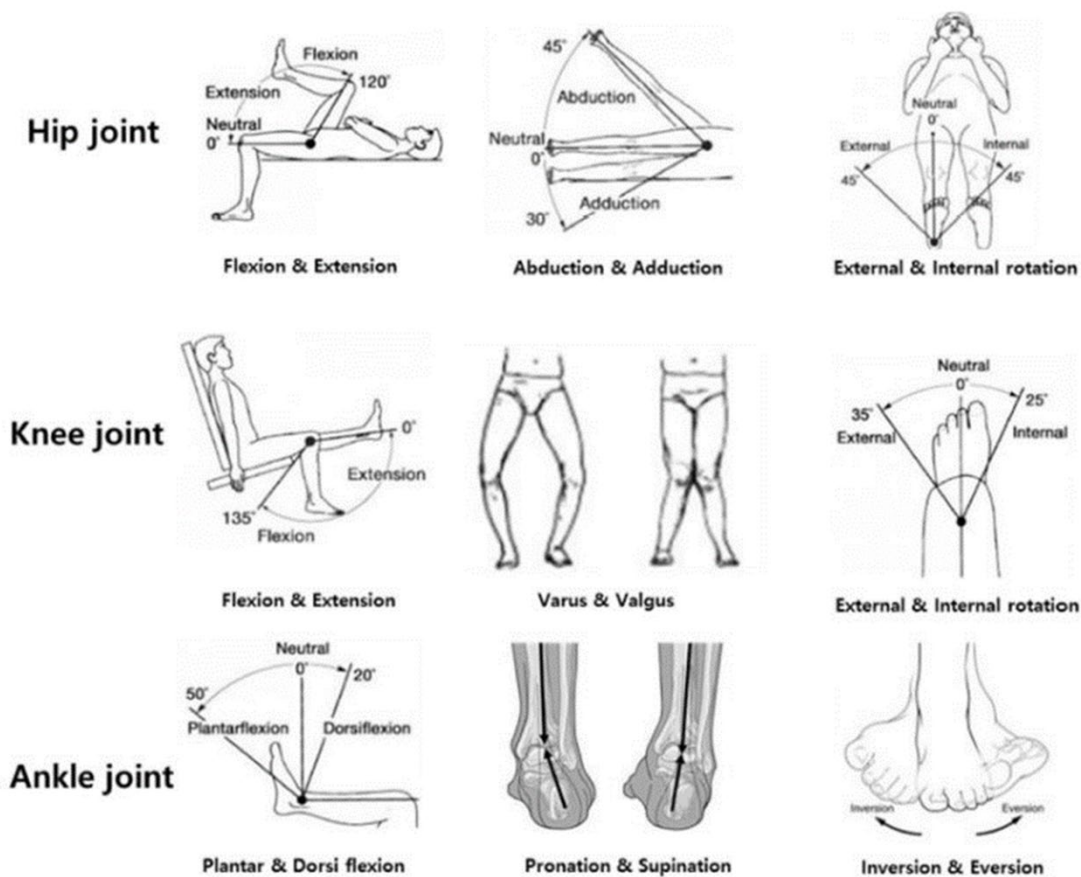 Hip joint
Flexion
120°
Extension
Neutral
0°
Flexion & Extension
45°
Abduction
Neutral
0°
Adduction
30°
Abduction & Adduction
Neutral
0°
External
Internal
45°
45°
External & Internal rotation
Knee joint
0°
Extension
135°
Flexion
Flexion & Extension
Varus & Valgus
Neutral
0°
35°
25°
External
Internal
External & Internal rotation
Ankle joint
Neutral
0°
20°
50°
Plantarflexion
Dorsiflexion
Plantar & Dorsi flexion
Pronation & Supination
Inversion
Eversion
Inversion & Eversion